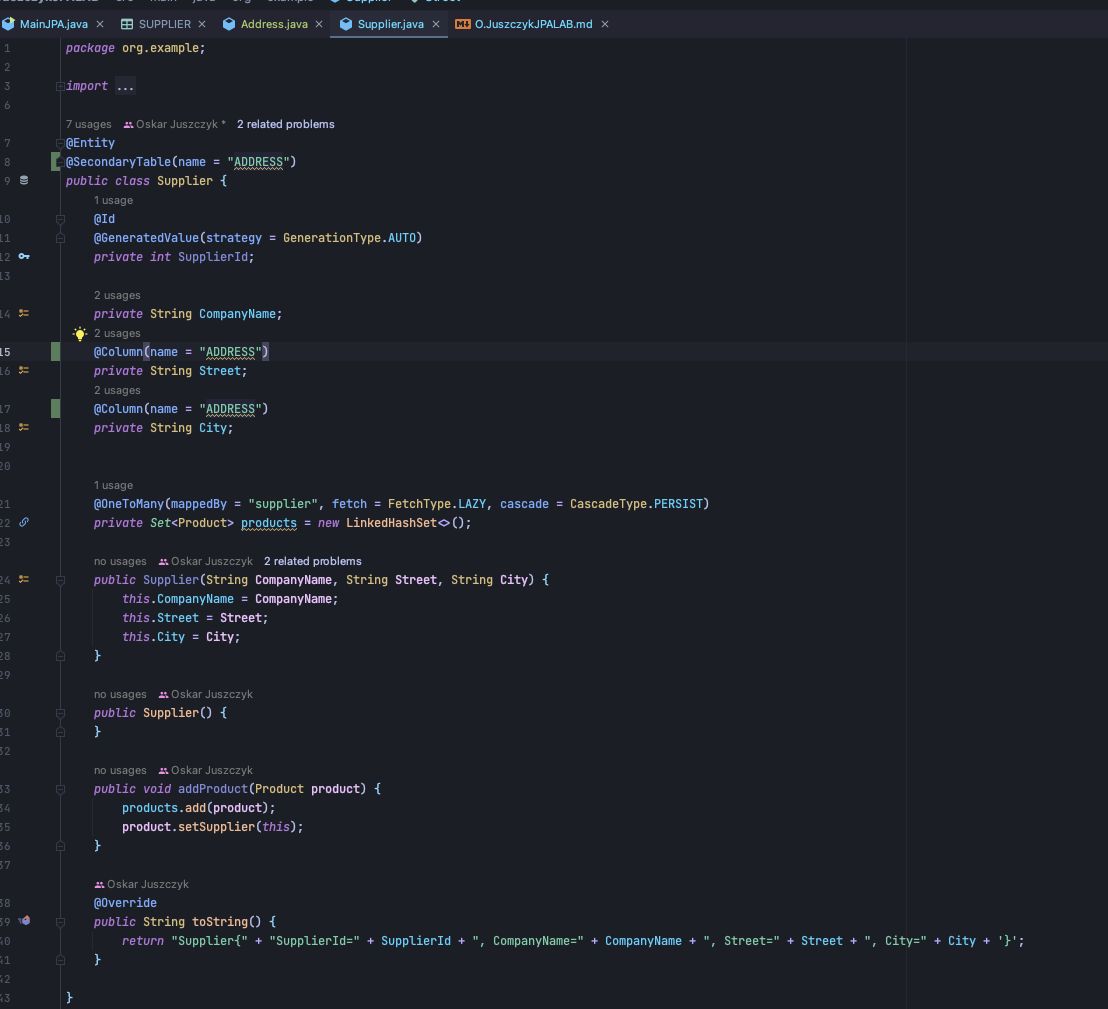 MainJPA.java × SUPPLIER × Address.java × Supplier.java × O.JuszczykJPALAB.md ×
1 package org.example;
2
3 import ...
6
7 usages Oskar Juszczyk * 2 related problems
7 @Entity
8 @SecondaryTable(name = "ADDRESS")
9 public class Supplier {
1 usage
10 @Id
11 @GeneratedValue(strategy = GenerationType.AUTO)
12 private int SupplierId;
13
2 usages
14 private String CompanyName;
2 usages
15 @Column(name = "ADDRESS")
16 private String Street;
2 usages
17 @Column(name = "ADDRESS")
18 private String City;
19
20
1 usage
21 @OneToMany(mappedBy = "supplier", fetch = FetchType.LAZY, cascade = CascadeType.PERSIST)
22 private Set<Product> products = new LinkedHashSet<>();
23
no usages Oskar Juszczyk 2 related problems
24 public Supplier(String CompanyName, String Street, String City) {
25 this.CompanyName = CompanyName;
26 this.Street = Street;
27 this.City = City;
28 }
29
no usages Oskar Juszczyk
30 public Supplier() {
31 }
32
no usages Oskar Juszczyk
33 public void addProduct(Product product) {
34 products.add(product);
35 product.setSupplier(this);
36 }
37
Oskar Juszczyk
38 @Override
39 public String toString() {
40 return "Supplier{" + "SupplierId=" + SupplierId + ", CompanyName=" + CompanyName + ", Street=" + Street + ", City=" + City + '}';
41 }
42
43 }